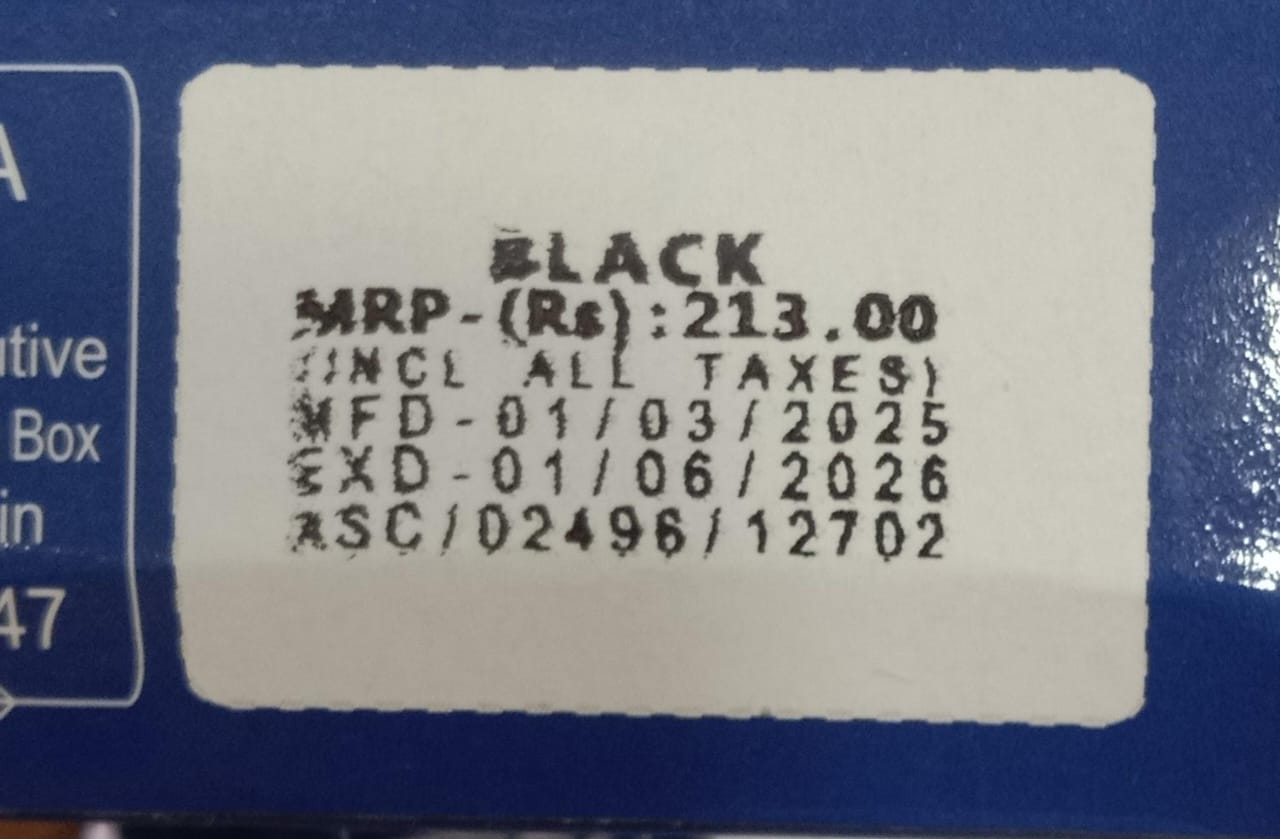 A
utive
Box
in
47
BLACK
MRP-(Rs):213.00
(INCL ALL TAXES)
MFD-01/03/2025
EXD-01/06/2026
ASC/02496/12702